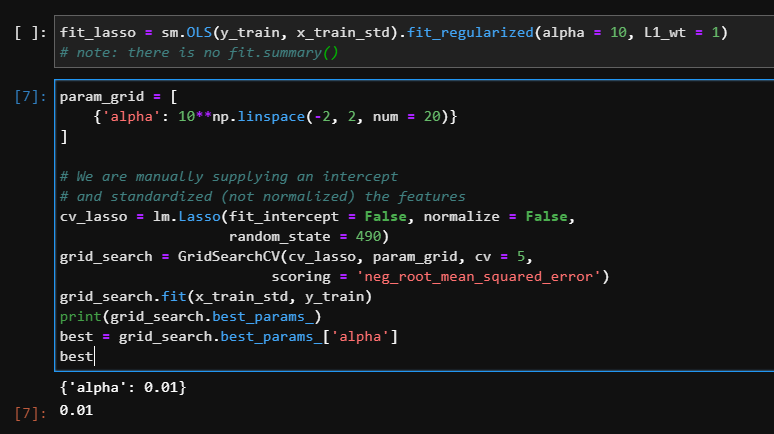 [ ]: fit_lasso = sm.OLS(y_train, x_train_std).fit_regularized(alpha = 10, L1_wt = 1)
# note: there is no fit.summary()
[7]: param_grid = [
    {'alpha': 10**np.linspace(-2, 2, num = 20)}
]
# We are manually supplying an intercept
# and standardized (not normalized) the features
cv_lasso = lm.Lasso(fit_intercept = False, normalize = False,
                    random_state = 490)
grid_search = GridSearchCV(cv_lasso, param_grid, cv = 5,
                         scoring = 'neg_root_mean_squared_error')
grid_search.fit(x_train_std, y_train)
print(grid_search.best_params_)
best = grid_search.best_params_['alpha']
best
{'alpha': 0.01}
[7]: 0.01